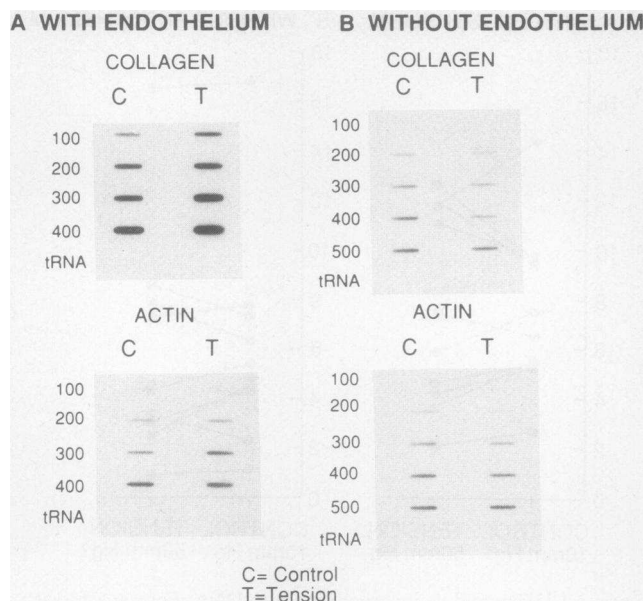 A WITH ENDOTHELIUM
COLLAGEN
C T
100
200
300
400
tRNA
ACTIN
C T
100
200
300
400
tRNA
B WITHOUT ENDOTHELIUM
COLLAGEN
C T
100
200
300
400
500
tRNA
ACTIN
C T
100
200
300
400
500
tRNA
C= Control
T=Tension